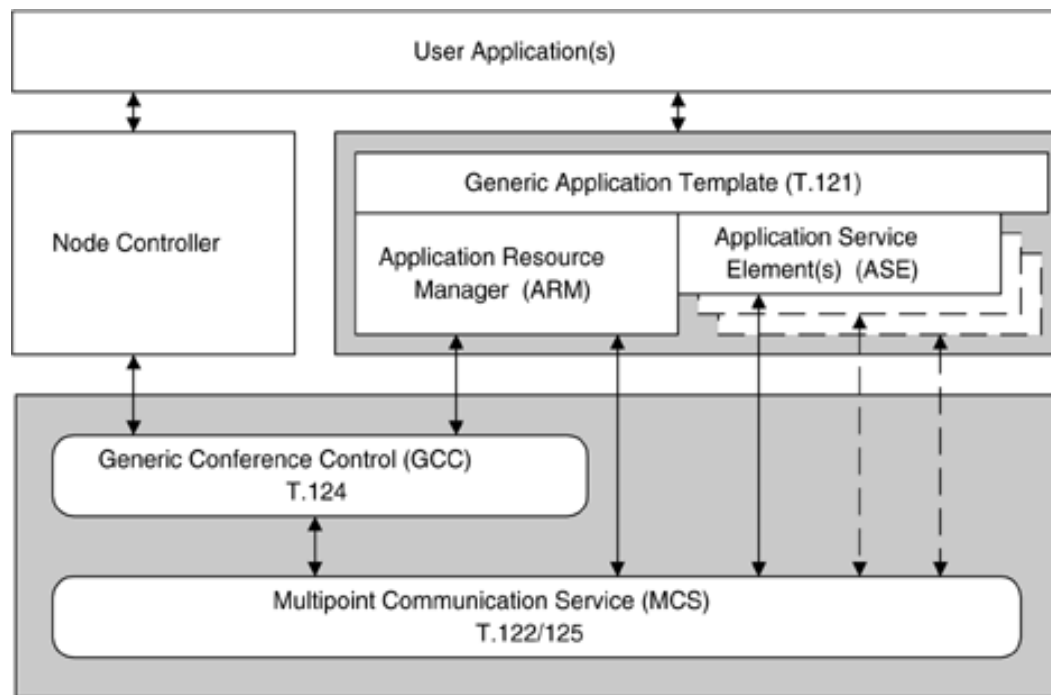 User Application(s)
Node Controller
Generic Application Template (T.121)
Application Resource
Manager (ARM)
Application Service
Element(s) (ASE)
Generic Conference Control (GCC)
T.124
Multipoint Communication Service (MCS)
T.122/125